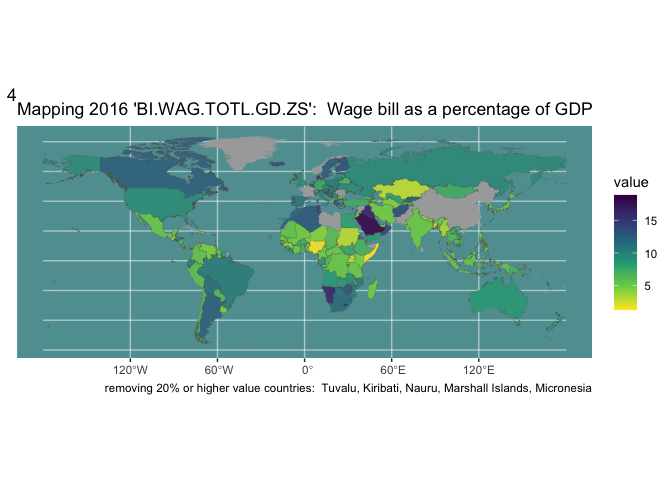 4
Mapping 2016 'BI.WAG.TOTL.GD.ZS':  Wage bill as a percentage of GDP
value
15
10
5
120°W 60°W 0° 60°E 120°E
removing 20% or higher value countries:  Tuvalu, Kiribati, Nauru, Marshall Islands, Micronesia